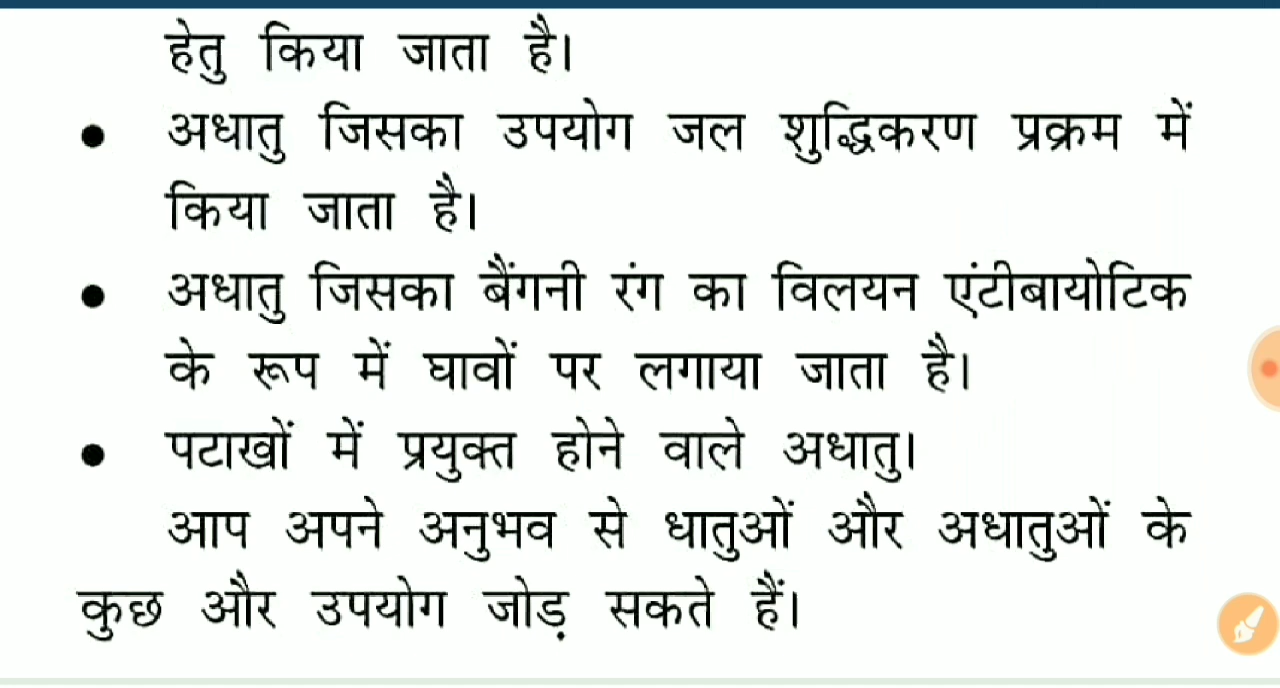 हेतु किया जाता है।
• अधातु जिसका उपयोग जल शुद्धिकरण प्रक्रम में
किया जाता है।
• अधातु जिसका बैंगनी रंग का विलयन एंटीबायोटिक
के रूप में घावों पर लगाया जाता है।
• पटाखों में प्रयुक्त होने वाले अधातु।
आप अपने अनुभव से धातुओं और अधातुओं के
कुछ और उपयोग जोड़ सकते हैं।